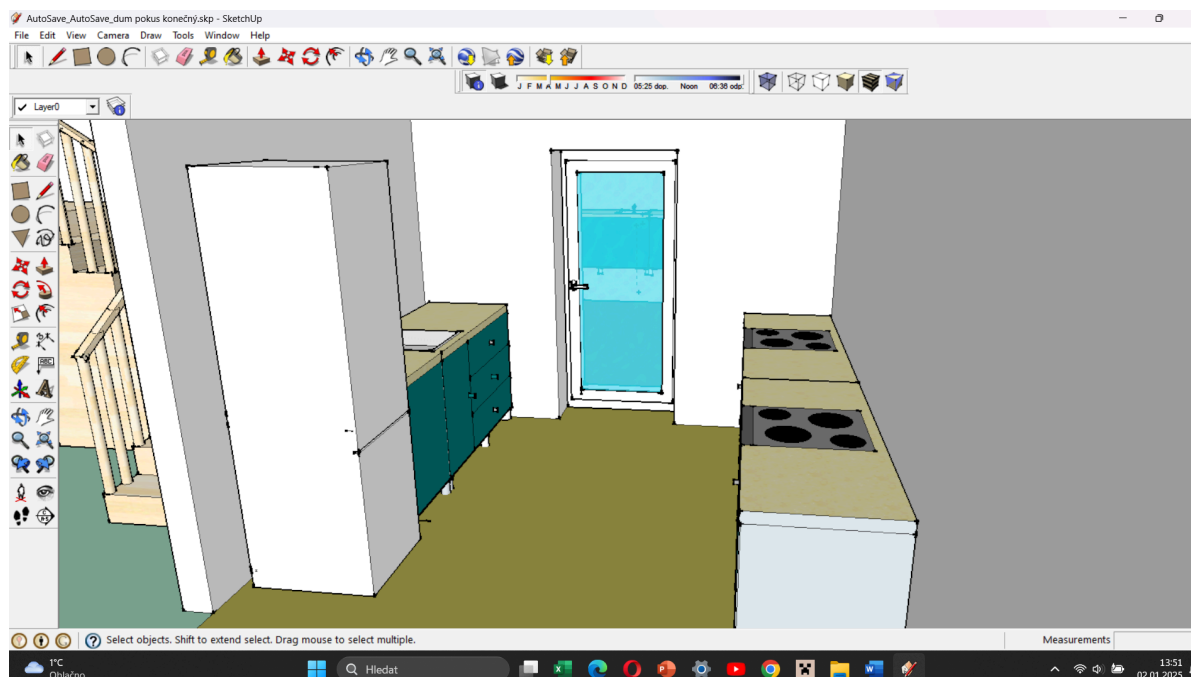 AutoSave_AutoSave_dum pokus konečný.skp - SketchUp
File Edit View Camera Draw Tools Window Help
J F M A M J J A S O N D 05:25 dop. Noon 06:36 odp.
Layer0
ABC
Select objects. Shift to extend select. Drag mouse to select multiple.
Measurements
1°C
Oblačno
Hledat
13:51
02.01.2025